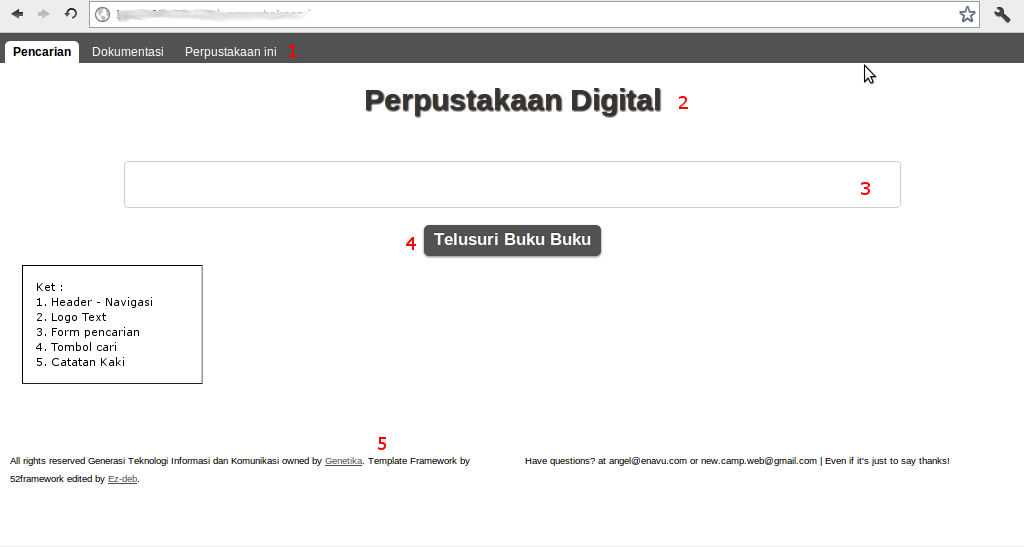 Pencarian Dokumentasi Perpustakaan ini 1
Perpustakaan Digital 2
3
4 Telusuri Buku Buku
Ket :
1. Header - Navigasi
2. Logo Text
3. Form pencarian
4. Tombol cari
5. Catatan Kaki
5
All rights reserved Generasi Teknologi Informasi dan Komunikasi owned by Genetika. Template Framework by
52framework edited by Ez-deb.
Have questions? at angel@enavu.com or new.camp.web@gmail.com | Even if it's just to say thanks!